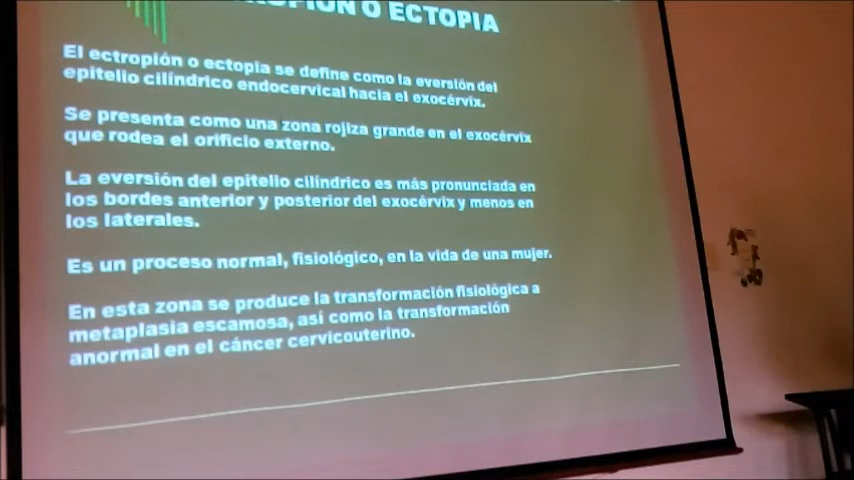 O ECTOPIA
El ectropión o ectopia se define como la eversión del
epitelio cilíndrico endocervical hacia el exocérvix.
Se presenta como una zona rojiza grande en el exocérvix
que rodea el orificio externo.
La eversión del epitelio cilíndrico es más pronunciada en
los bordes anterior y posterior del exocérvix y menos en
los laterales.
Es un proceso normal, fisiológico, en la vida de una mujer.
En esta zona se produce la transformación fisiológica a
metaplasia escamosa, así como la transformación
anormal en el cáncer cervicouterino.